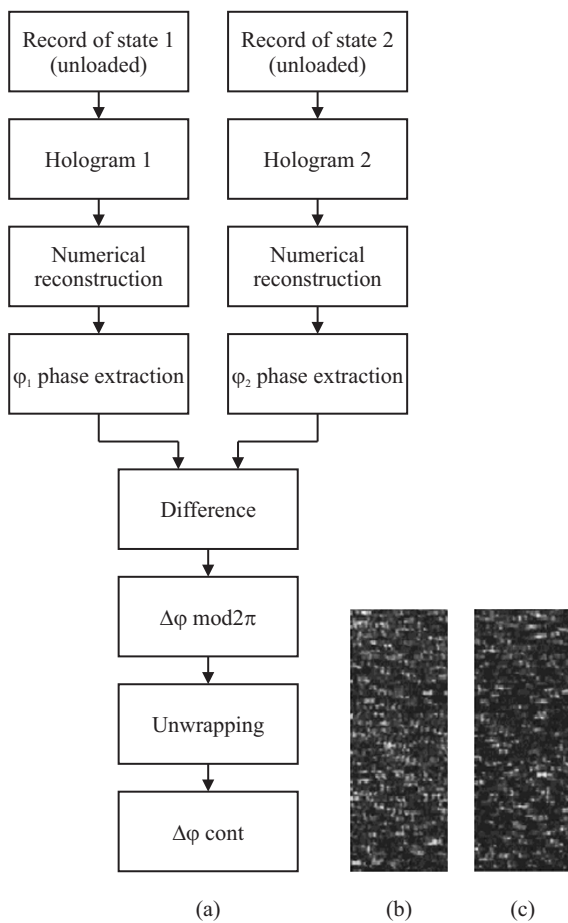 Record of state 1
(unloaded)
Record of state 2
(unloaded)
Hologram 1
Hologram 2
Numerical
reconstruction
Numerical
reconstruction
φ₁ phase extraction
φ₂ phase extraction
Difference
Δφ mod2π
Unwrapping
Δφ cont
(a)
(b)
(c)